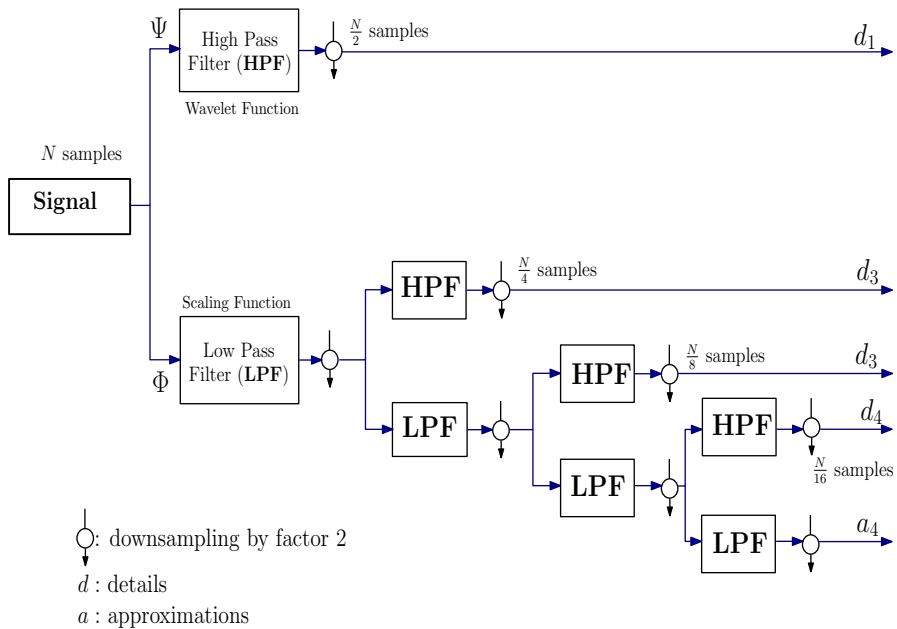 Ψ
High Pass
Filter (HPF)
N/2 samples
d1
Wavelet Function
N samples
Signal
Scaling Function
Low Pass
Filter (LPF)
Φ
HPF
N/4 samples
d3
HPF
N/8 samples
d3
LPF
HPF
d4
N/16 samples
LPF
LPF
a4
: downsampling by factor 2
d : details
a : approximations